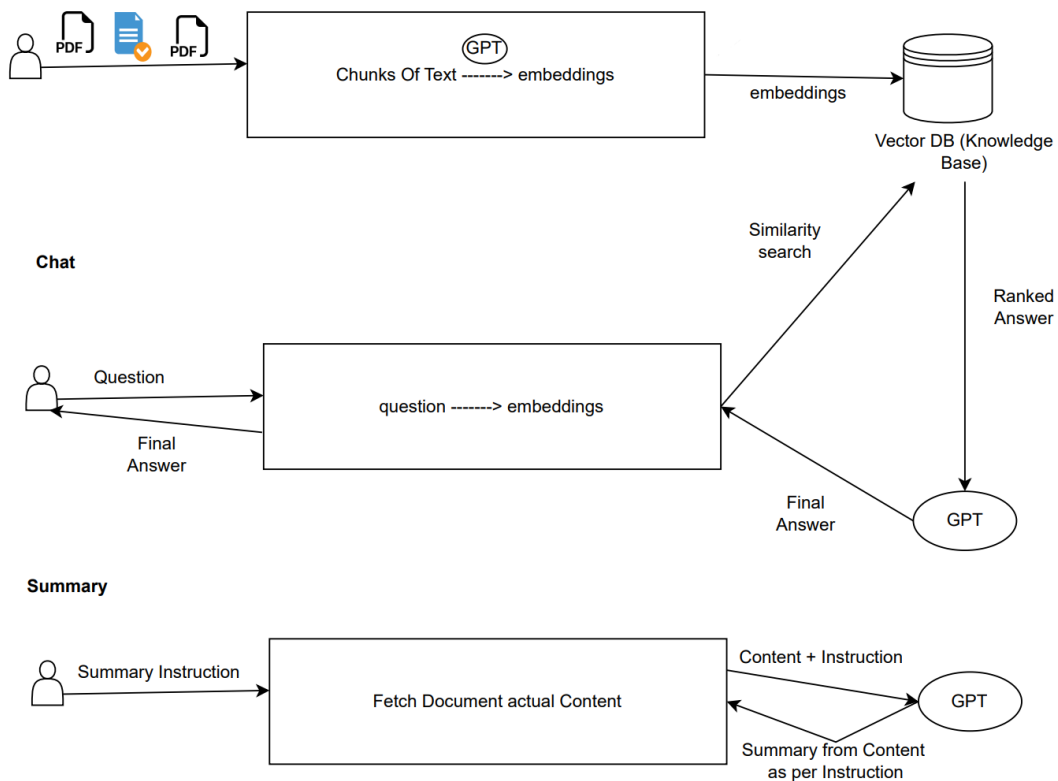 PDF
PDF
GPT
Chunks Of Text -------> embeddings
embeddings
Vector DB (Knowledge
Base)
Similarity
search
Chat
Ranked
Answer
Question
question -------> embeddings
Final
Answer
Final
Answer
GPT
Summary
Summary Instruction
Fetch Document actual Content
Content + Instruction
GPT
Summary from Content
as per Instruction